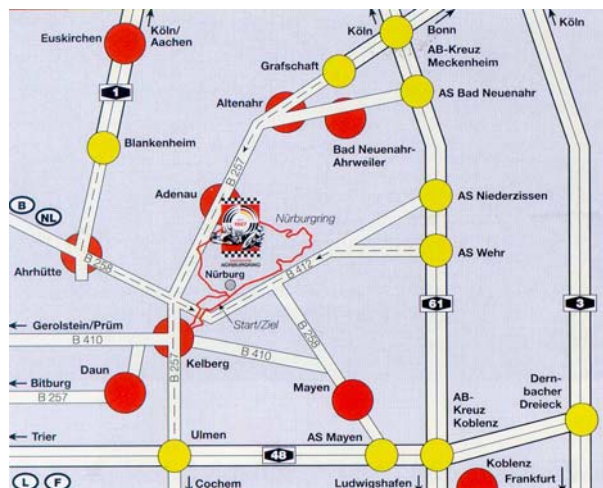 Euskirchen
Köln/
Aachen
Köln
Bonn
Köln
AB-Kreuz
Meckenheim
Grafschaft
1
AS Bad Neuenahr
Altenahr
Blankenheim
Bad Neuenahr-
Ahrweiler
B 257
Adenau
AS Niederzissen
B
NL
Nürburgring
Ahrhütte
B 258
Nürburg
B 412
AS Wehr
61
3
Gerolstein/Prüm
Start/Ziel
B 410
Kelberg
B 257
B 410
B 258
Daun
Bitburg
B 257
Mayen
Dern-
bacher
Dreieck
AB-
Kreuz
Koblenz
Trier
Ulmen
48
AS Mayen
Koblenz
L
F
Cochem
Ludwigshafen
Frankfurt